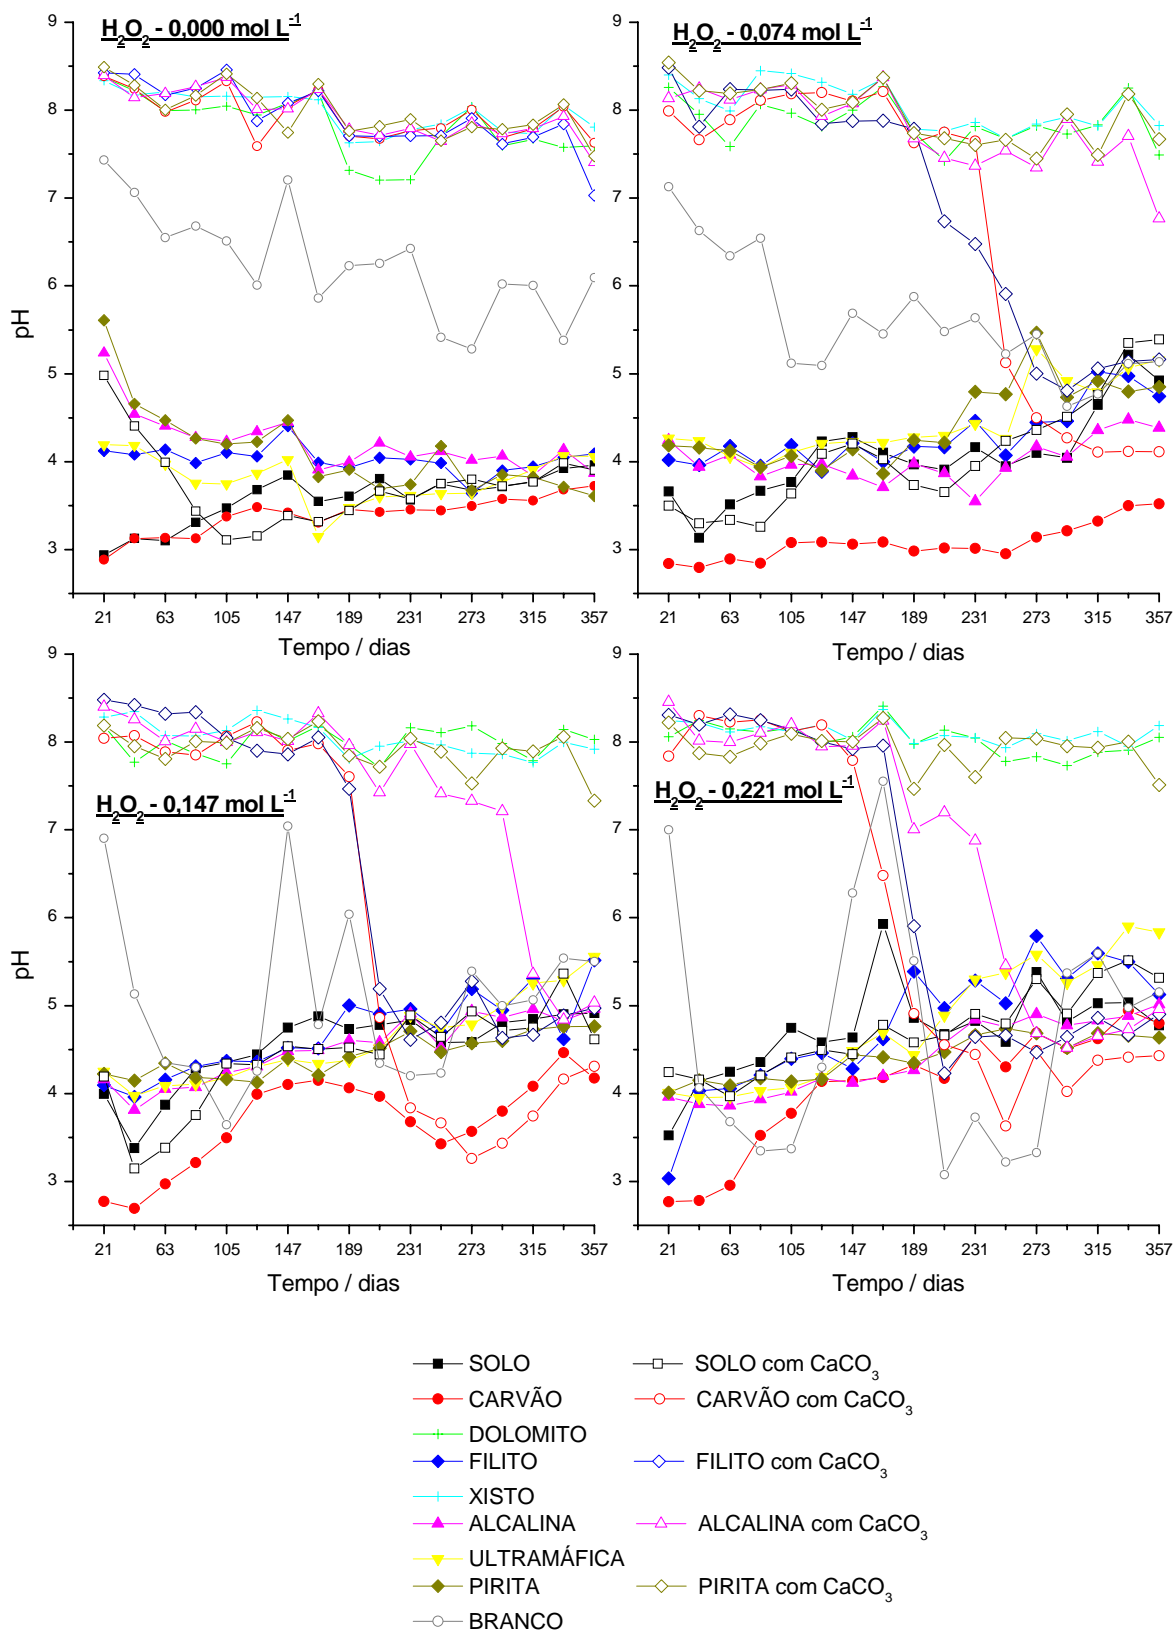 H2O2 - 0,000 mol L-1
H2O2 - 0,074 mol L-1
9
8
7
6
5
4
3
pH
21 63 105 147 189 231 273 315 357
Tempo / dias
9
8
7
6
5
4
3
21 63 105 147 189 231 273 315 357
Tempo / dias
H2O2 - 0,147 mol L-1
H2O2 - 0,221 mol L-1
9
8
7
6
5
4
3
pH
21 63 105 147 189 231 273 315 357
Tempo / dias
9
8
7
6
5
4
3
21 63 105 147 189 231 273 315 357
Tempo / dias
SOLO SOLO com CaCO3
CARVÃO CARVÃO com CaCO3
DOLOMITO
FILITO FILITO com CaCO3
XISTO
ALCALINA ALCALINA com CaCO3
ULTRAMÁFICA
PIRITA PIRITA com CaCO3
BRANCO